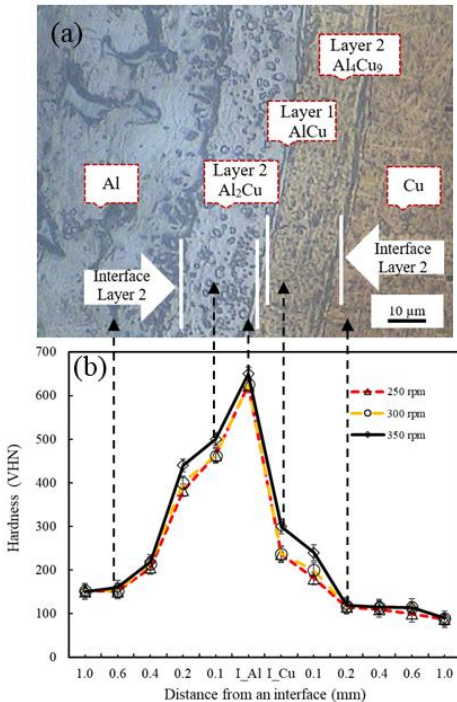 (a)
Layer 2
Al₄Cu₉
Layer 1
AlCu
Layer 2
Al₂Cu
Al
Cu
Interface
Layer 2
Interface
Layer 2
10 μm
(b)
700
600
500
400
300
200
100
0
Hardness (VHN)
250 rpm
300 rpm
350 rpm
1.0 0.6 0.4 0.2 0.1 I_Al I_Cu 0.1 0.2 0.4 0.6 1.0
Distance from an interface (mm)